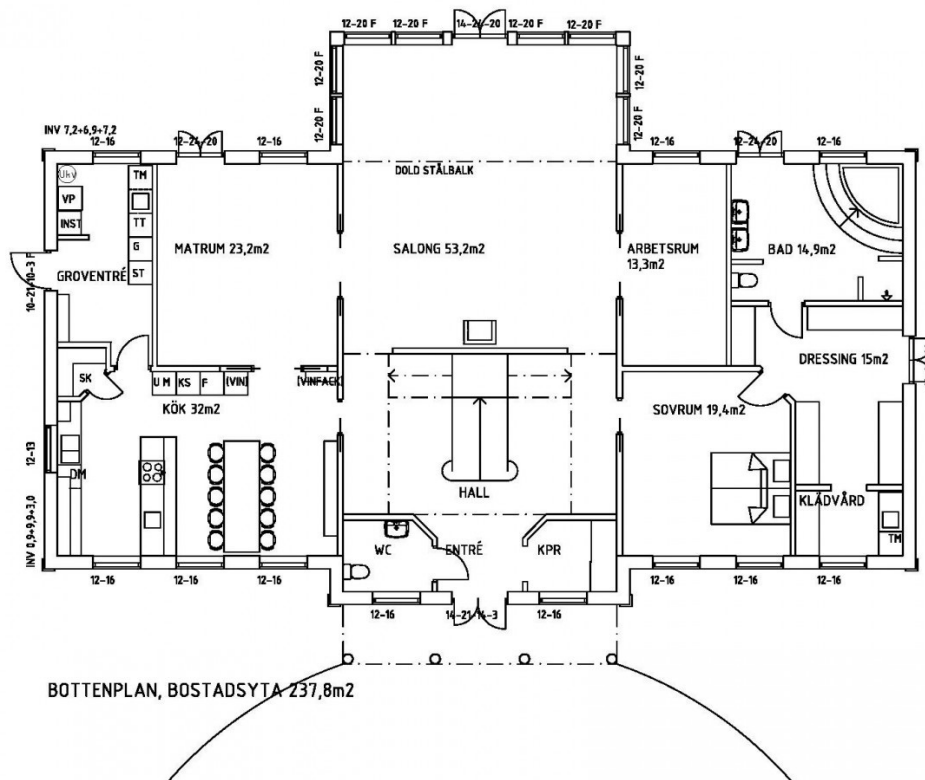 12-20 F
12-20 F
14-24-20
12-20 F
12-20 F
12-20 F
12-20 F
12-20 F
12-20 F
INV 7,2+6,9+7,2
12-16
12-24-20
12-16
12-16
12-24-20
12-16
DOLD STÅLBALK
Ukv
TM
VP
INST
TT
G
ST
MATRUM 23,2m2
SALONG 53,2m2
ARBETSRUM
13,3m2
BAD 14,9m2
10-21-10-3 F
GROVENTRÉ
DRESSING 15m2
SK
U M
KS
F
(VIN)
(VINFACK)
KÖK 32m2
SOVRUM 19,4m2
12-13
DM
HALL
KLÄDVÅRD
INV 0,9+9,9+3,0
WC
ENTRÉ
KPR
TM
12-16
12-16
12-16
12-16
12-16
12-16
12-16
14-21-14-3
12-16
BOTTENPLAN, BOSTADSYTA 237,8m2